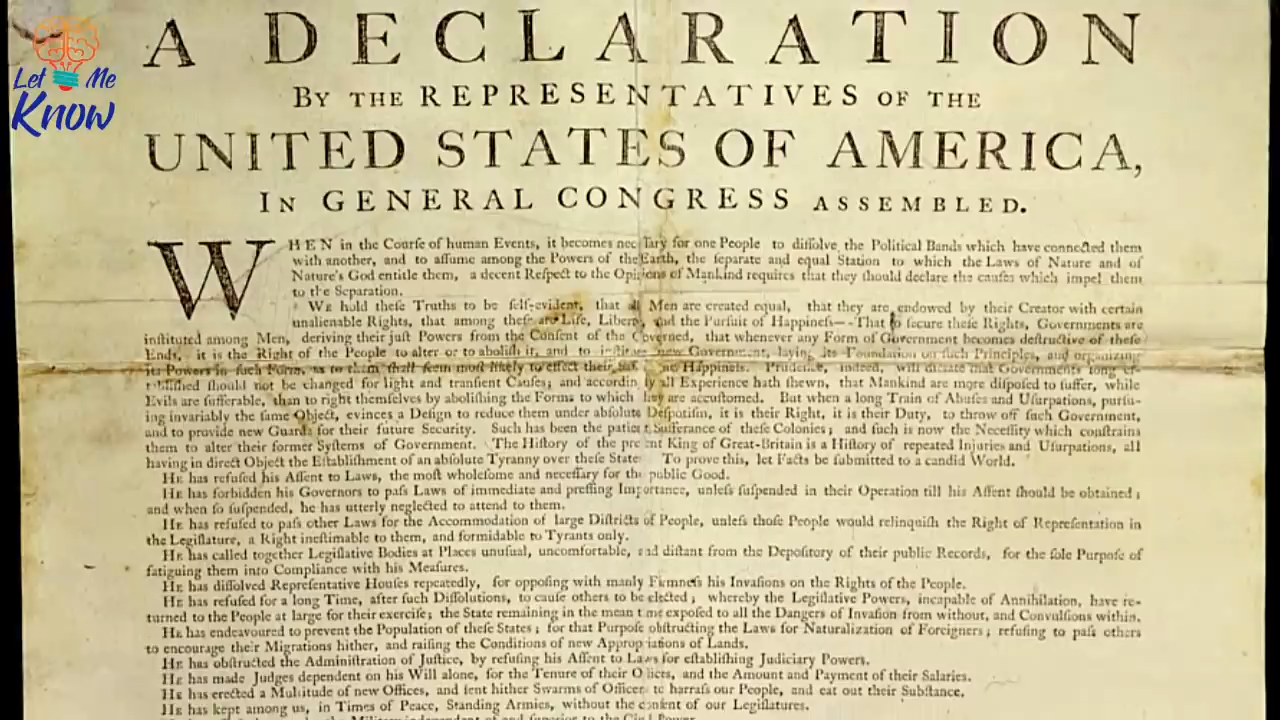 Let Me
Know
A DECLARATION
BY THE REPRESENTATIVES OF THE
UNITED STATES OF AMERICA,
IN GENERAL CONGRESS ASSEMBLED.
WHEN in the Courſe of human Events, it becomes nec ſary for one People to diſſolve the Political Bands which have connected them
with another, and to aſſume among the Powers of the Earth, the ſeparate and equal Station to which the Laws of Nature and of
Nature's God entitle them, a decent Reſpect to the Opinions of Mankind requires that they ſhould declare the cauſes which impel them
to the Separation.
WE hold theſe Truths to be ſelf-evident, that all Men are created equal, that they are endowed by their Creator with certain
unalienable Rights, that among theſe are Life, Liberty, and the Purſuit of Happineſs—-That to ſecure theſe Rights, Governments are
inſtituted among Men, deriving their juſt Powers from the Conſent of the Governed, that whenever any Form of Government becomes deſtructive of theſe
Ends, it is the Right of the People to alter or to aboliſh it, and to inſtitute new Government, laying its Foundation on ſuch Principles, and organizing
its Powers in ſuch Form, as to them ſhall ſeem moſt likely to effect their Happineſs. Prudence, indeed, will dictate that Governments long eſ-
tabliſhed ſhould not be changed for light and tranſient Cauſes; and accordingly all Experience hath ſhewn, that Mankind are more diſpoſed to ſuffer, while
Evils are ſufferable, than to right themſelves by aboliſhing the Forms to which they are accuſtomed. But when a long Train of Abuſes and Uſurpations, purſu-
ing invariably the ſame Object, evinces a Deſign to reduce them under abſolute Deſpotiſm, it is their Right, it is their Duty, to throw off ſuch Government,
and to provide new Guards for their future Security. Such has been the patient Sufferance of theſe Colonies; and ſuch is now the Neceſſity which conſtrains
them to alter their former Syſtems of Government. The Hiſtory of the preſent King of Great-Britain is a Hiſtory of repeated Injuries and Uſurpations, all
having in direct Object the Eſtabliſhment of an abſolute Tyranny over theſe State To prove this, let Facts be ſubmitted to a candid World.
HE has refuſed his Aſſent to Laws, the moſt wholeſome and neceſſary for the public Good.
HE has forbidden his Governors to paſs Laws of immediate and preſſing Importance, unleſs ſuſpended in their Operation till his Aſſent ſhould be obtained;
and when ſo ſuſpended, he has utterly neglected to attend to them.
HE has refuſed to paſs other Laws for the Accommodation of large Diſtricts of People, unleſs thoſe People would relinquiſh the Right of Repreſentation in
the Legiſlature, a Right ineſtimable to them, and formidable to Tyrants only.
HE has called together Legiſlative Bodies at Places unuſual, uncomfortable, and diſtant from the Depoſitory of their public Records, for the ſole Purpoſe of
fatiguing them into Compliance with his Meaſures.
HE has diſſolved Repreſentative Houſes repeatedly, for oppoſing with manly Firmneſs his Invaſions on the Rights of the People.
HE has refuſed for a long Time, after ſuch Diſſolutions, to cauſe others to be elected; whereby the Legiſlative Powers, incapable of Annihilation, have re-
turned to the People at large for their exerciſe; the State remaining in the mean time expoſed to all the Dangers of Invaſion from without, and Convulſions within.
HE has endeavoured to prevent the Population of theſe States; for that Purpoſe obſtructing the Laws for Naturalization of Foreigners; refuſing to paſs others
to encourage their Migrations hither, and raiſing the Conditions of new Appropriations of Lands.
HE has obſtructed the Adminiſtration of Juſtice, by refuſing his Aſſent to Laws for eſtabliſhing Judiciary Powers.
HE has made Judges dependent on his Will alone, for the Tenure of their Offices, and the Amount and Payment of their Salaries.
HE has erected a Multitude of new Offices, and ſent hither Swarms of Officers to harraſs our People, and eat out their Subſtance.
HE has kept among us, in Times of Peace, Standing Armies, without the conſent of our Legiſlatures.